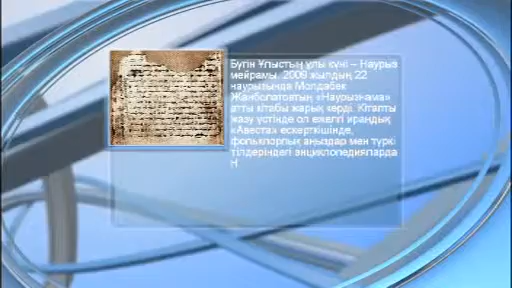 Бүгін Ұлыстың ұлы күні – Наурыз
мейрамы. 2009 жылдың 22
наурызында Молдабек
Жанболатовтың «Наурызнама»
атты кітабы жарық көрді. Кітапты
жазу үстінде ол ежелгі ирандық
«Авеста» ескерткішінде,
фольклорлық аңыздар мен түркі
тілдеріндегі энциклопедияларда
Н